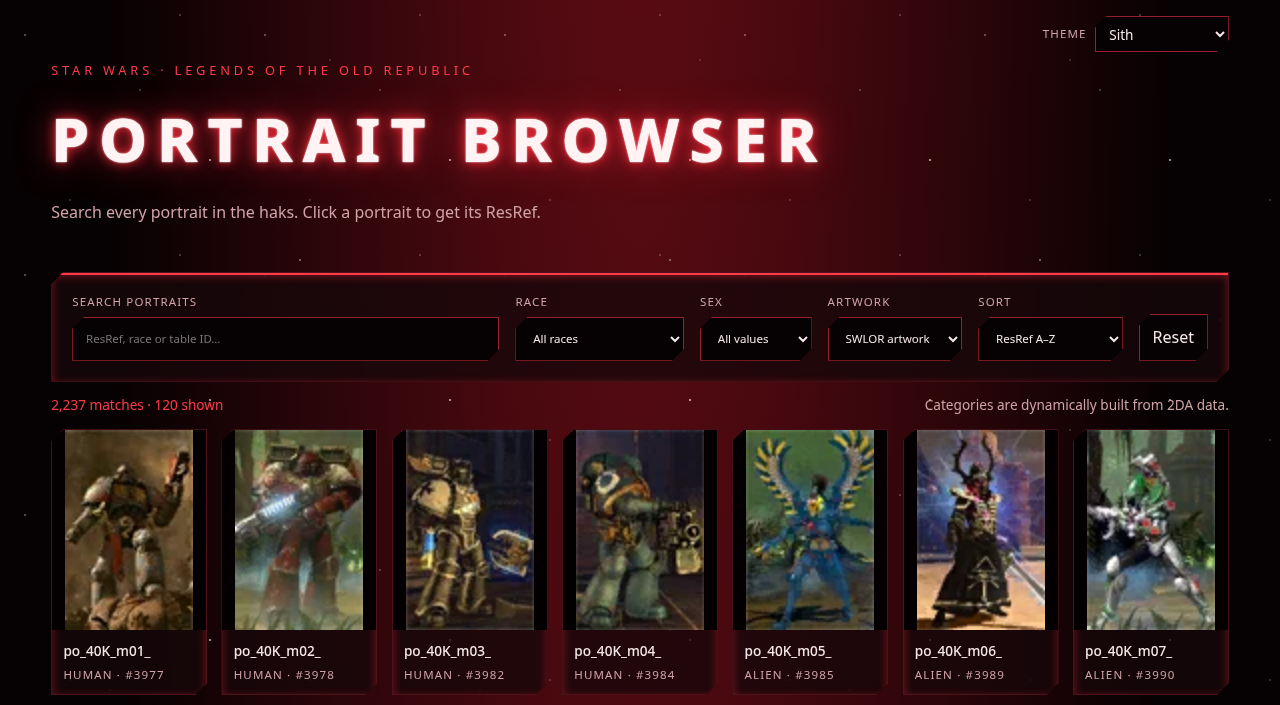 THEME
Sith
STAR WARS · LEGENDS OF THE OLD REPUBLIC
PORTRAIT BROWSER
Search every portrait in the haks. Click a portrait to get its ResRef.
SEARCH PORTRAITS
ResRef, race or table ID...
RACE
All races
SEX
All values
ARTWORK
SWLOR artwork
SORT
ResRef A–Z
Reset
2,237 matches · 120 shown
Categories are dynamically built from 2DA data.
po_40K_m01_
HUMAN · #3977
po_40K_m02_
HUMAN · #3978
po_40K_m03_
HUMAN · #3982
po_40K_m04_
HUMAN · #3984
po_40K_m05_
ALIEN · #3985
po_40K_m06_
ALIEN · #3989
po_40K_m07_
ALIEN · #3990